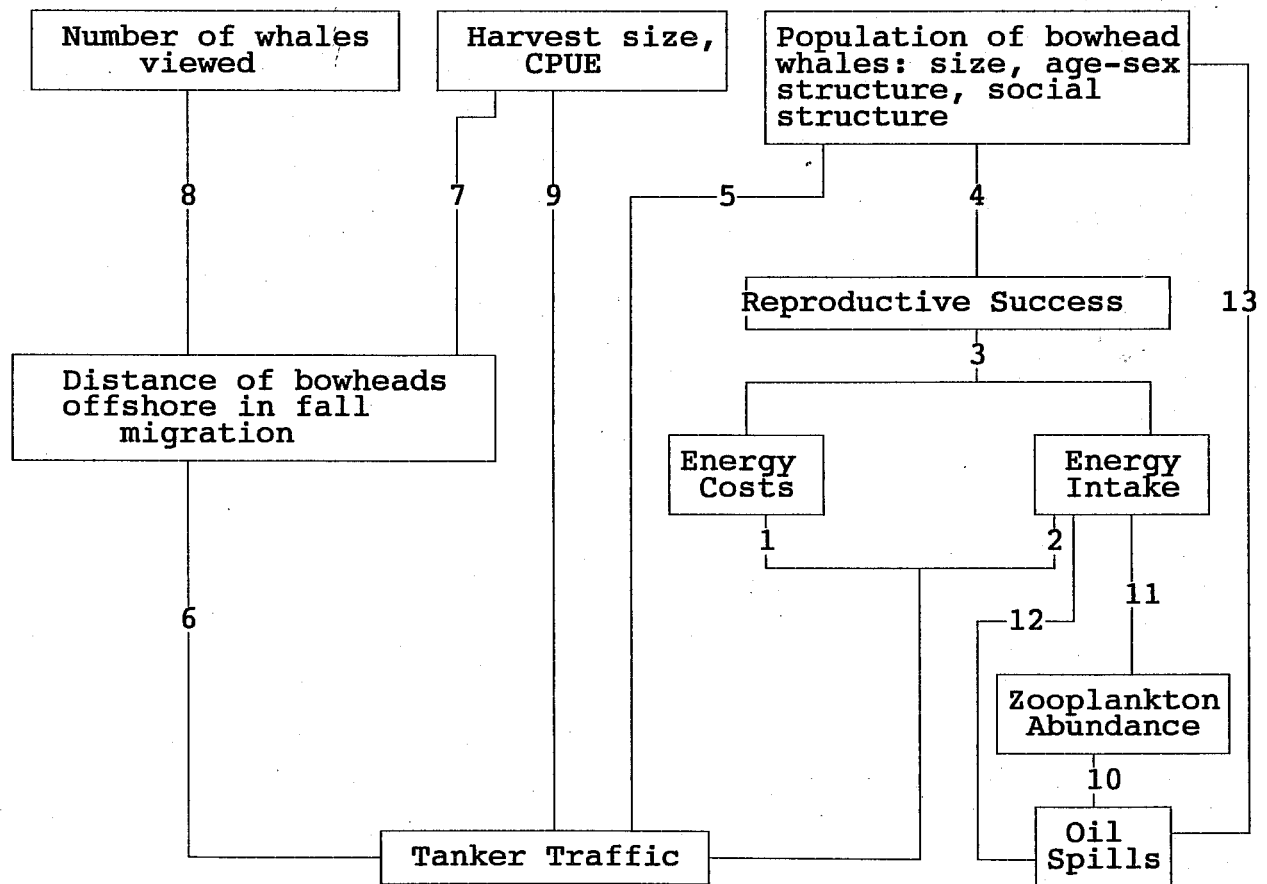 Number of whales
viewed
Harvest size,
CPUE
Population of bowhead
whales: size, age-sex
structure, social
structure
8
7
9
5
4
Reproductive Success
13
3
Distance of bowheads
offshore in fall
migration
Energy
Costs
Energy
Intake
1
2
11
6
12
Zooplankton
Abundance
10
Tanker Traffic
Oil
Spills